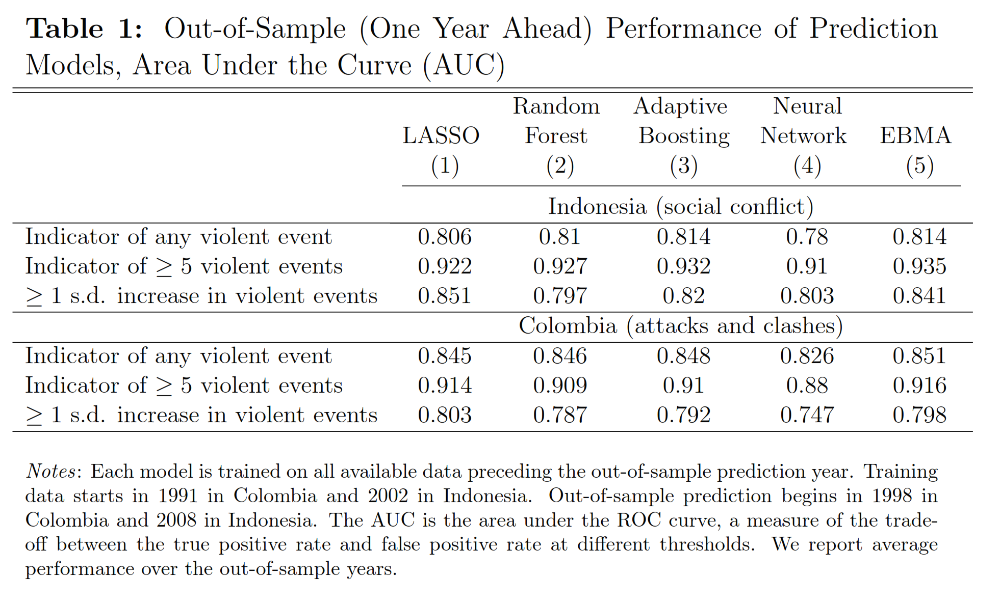 Table 1: Out-of-Sample (One Year Ahead) Performance of Prediction
Models, Area Under the Curve (AUC)
Random Adaptive Neural
LASSO Forest Boosting Network EBMA
(1) (2) (3) (4) (5)
Indonesia (social conflict)
Indicator of any violent event 0.806 0.81 0.814 0.78 0.814
Indicator of ≥ 5 violent events 0.922 0.927 0.932 0.91 0.935
≥ 1 s.d. increase in violent events 0.851 0.797 0.82 0.803 0.841
Colombia (attacks and clashes)
Indicator of any violent event 0.845 0.846 0.848 0.826 0.851
Indicator of ≥ 5 violent events 0.914 0.909 0.91 0.88 0.916
≥ 1 s.d. increase in violent events 0.803 0.787 0.792 0.747 0.798
Notes: Each model is trained on all available data preceding the out-of-sample prediction year. Training
data starts in 1991 in Colombia and 2002 in Indonesia. Out-of-sample prediction begins in 1998 in
Colombia and 2008 in Indonesia. The AUC is the area under the ROC curve, a measure of the trade-
off between the true positive rate and false positive rate at different thresholds. We report average
performance over the out-of-sample years.